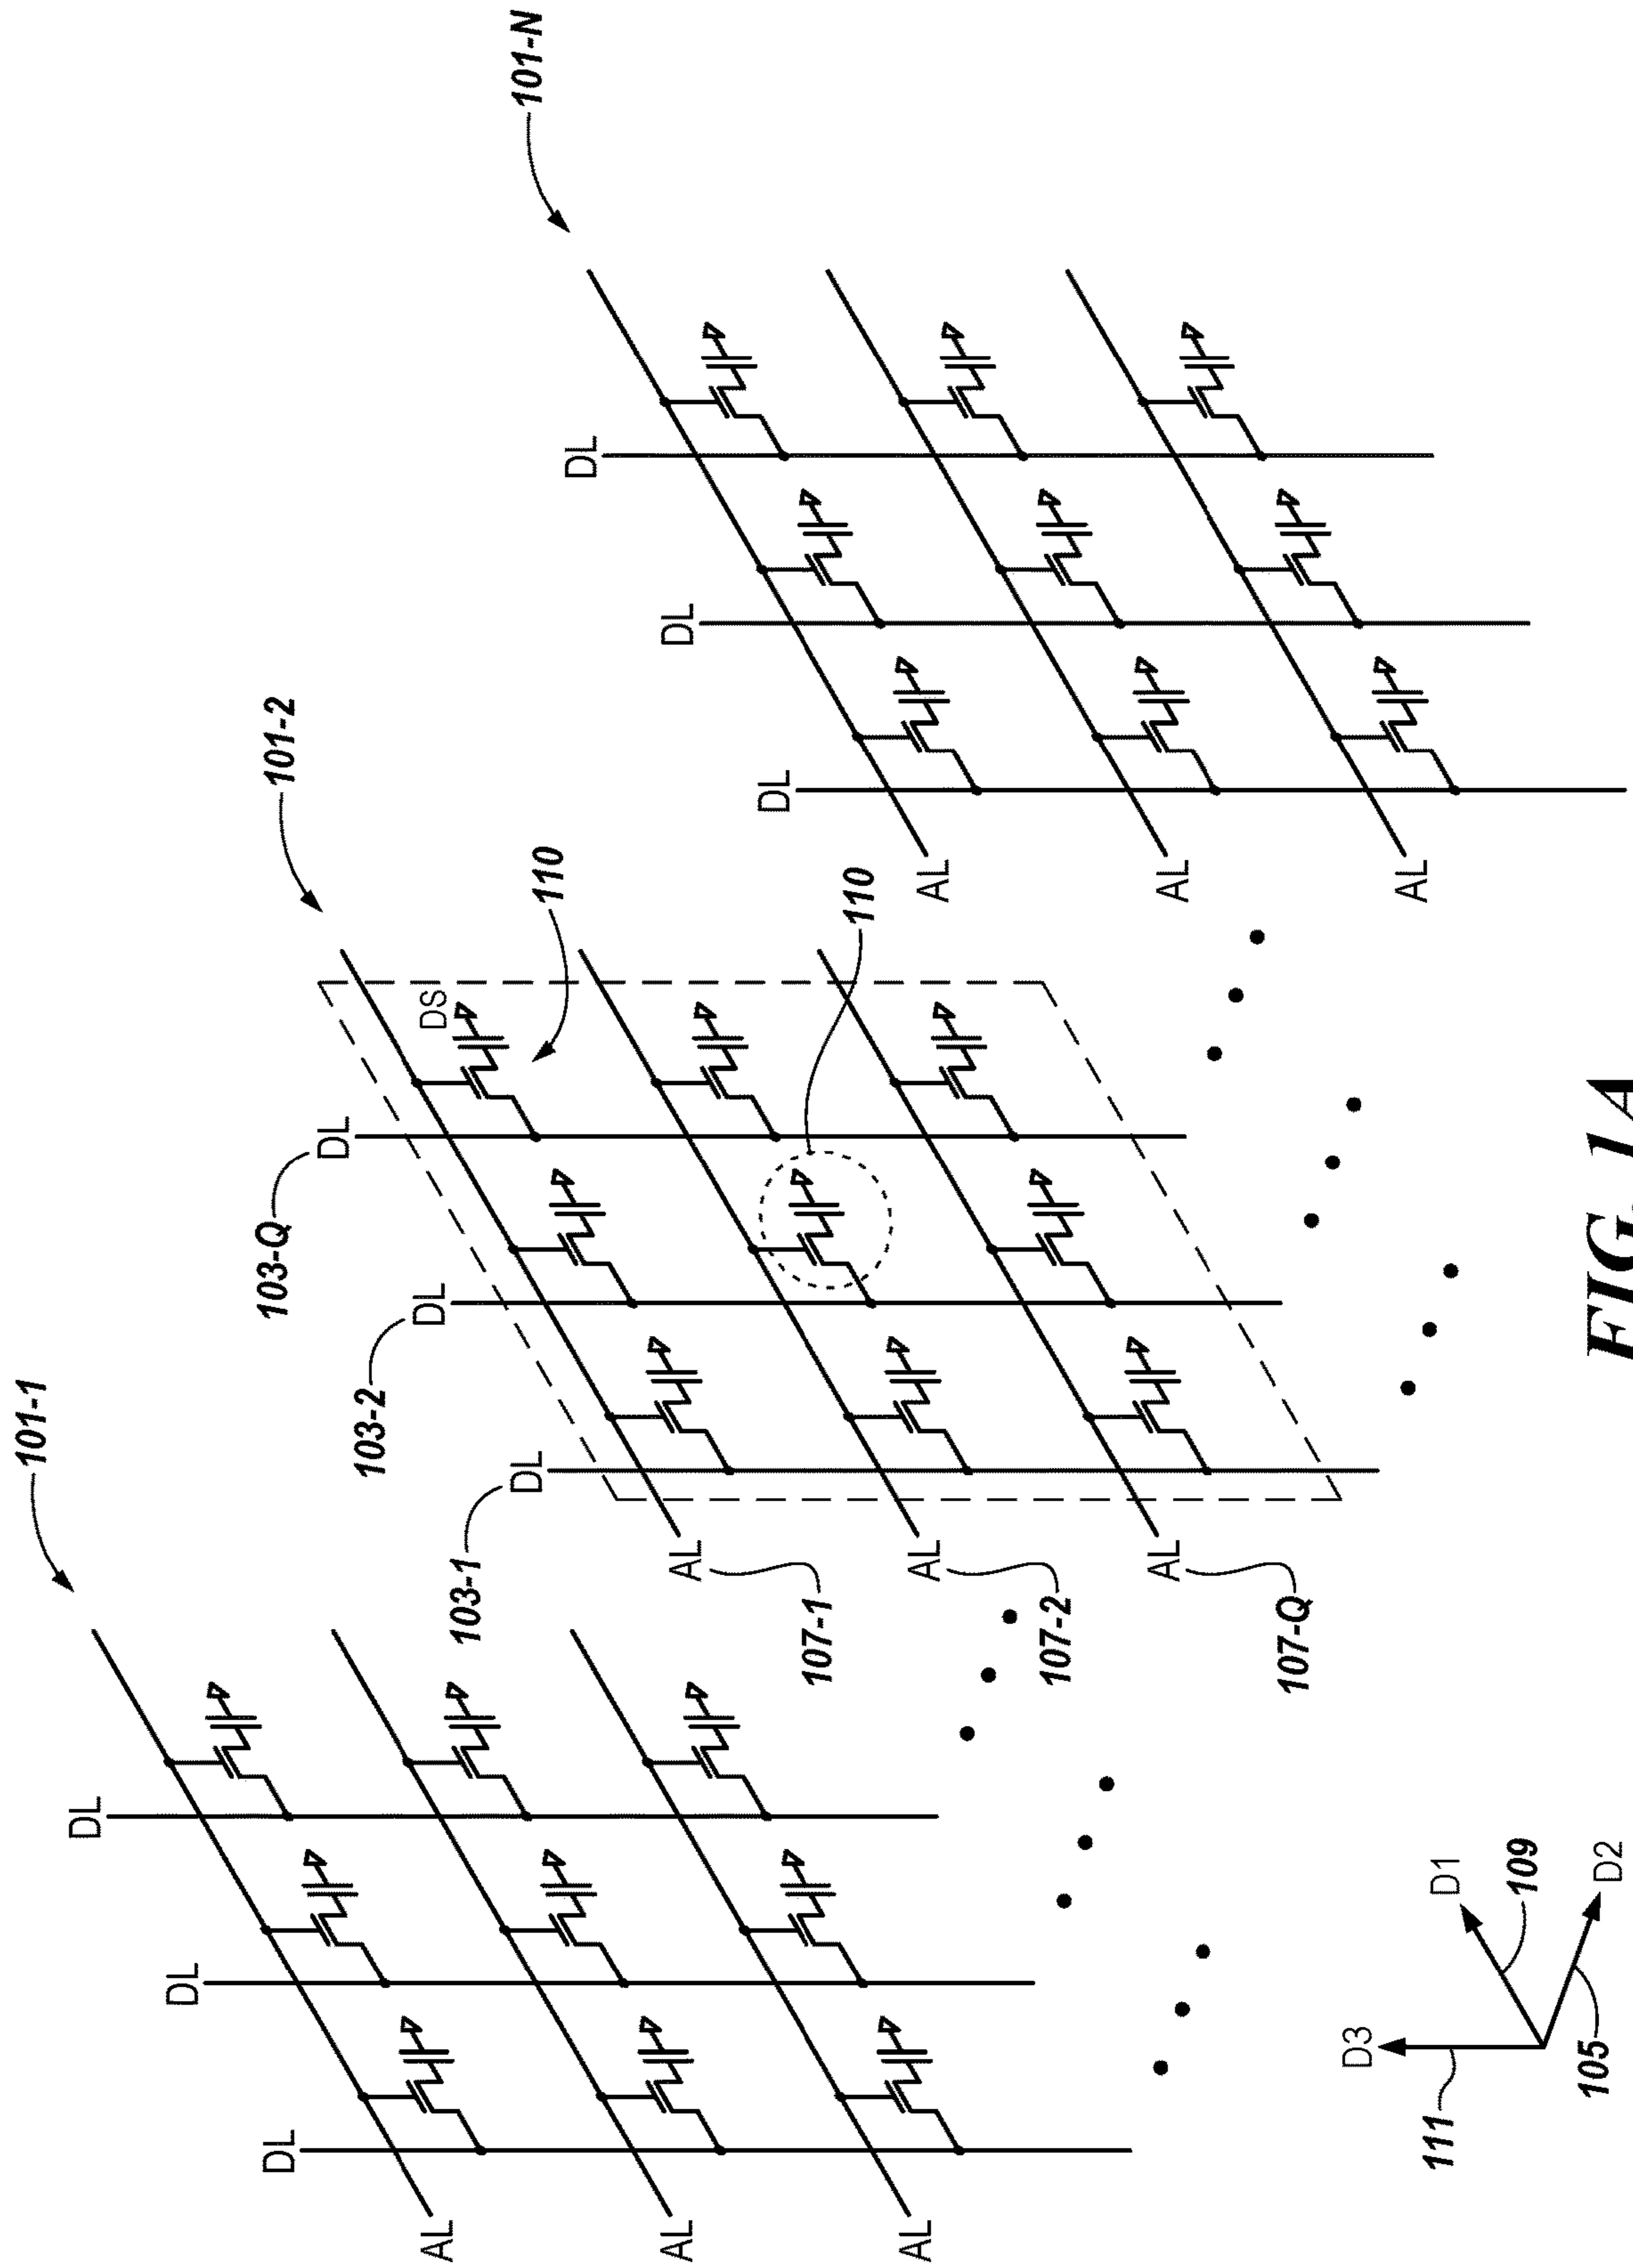 101-1
101-2
101-N
DL
DL
DL
AL
AL
AL
103-1
103-2
103-Q
DL
DL
DL
DS
110
110
AL
AL
AL
107-1
107-2
107-Q
DL
DL
DL
AL
AL
AL
D3
D1
D2
111
109
105
FIG. 1A